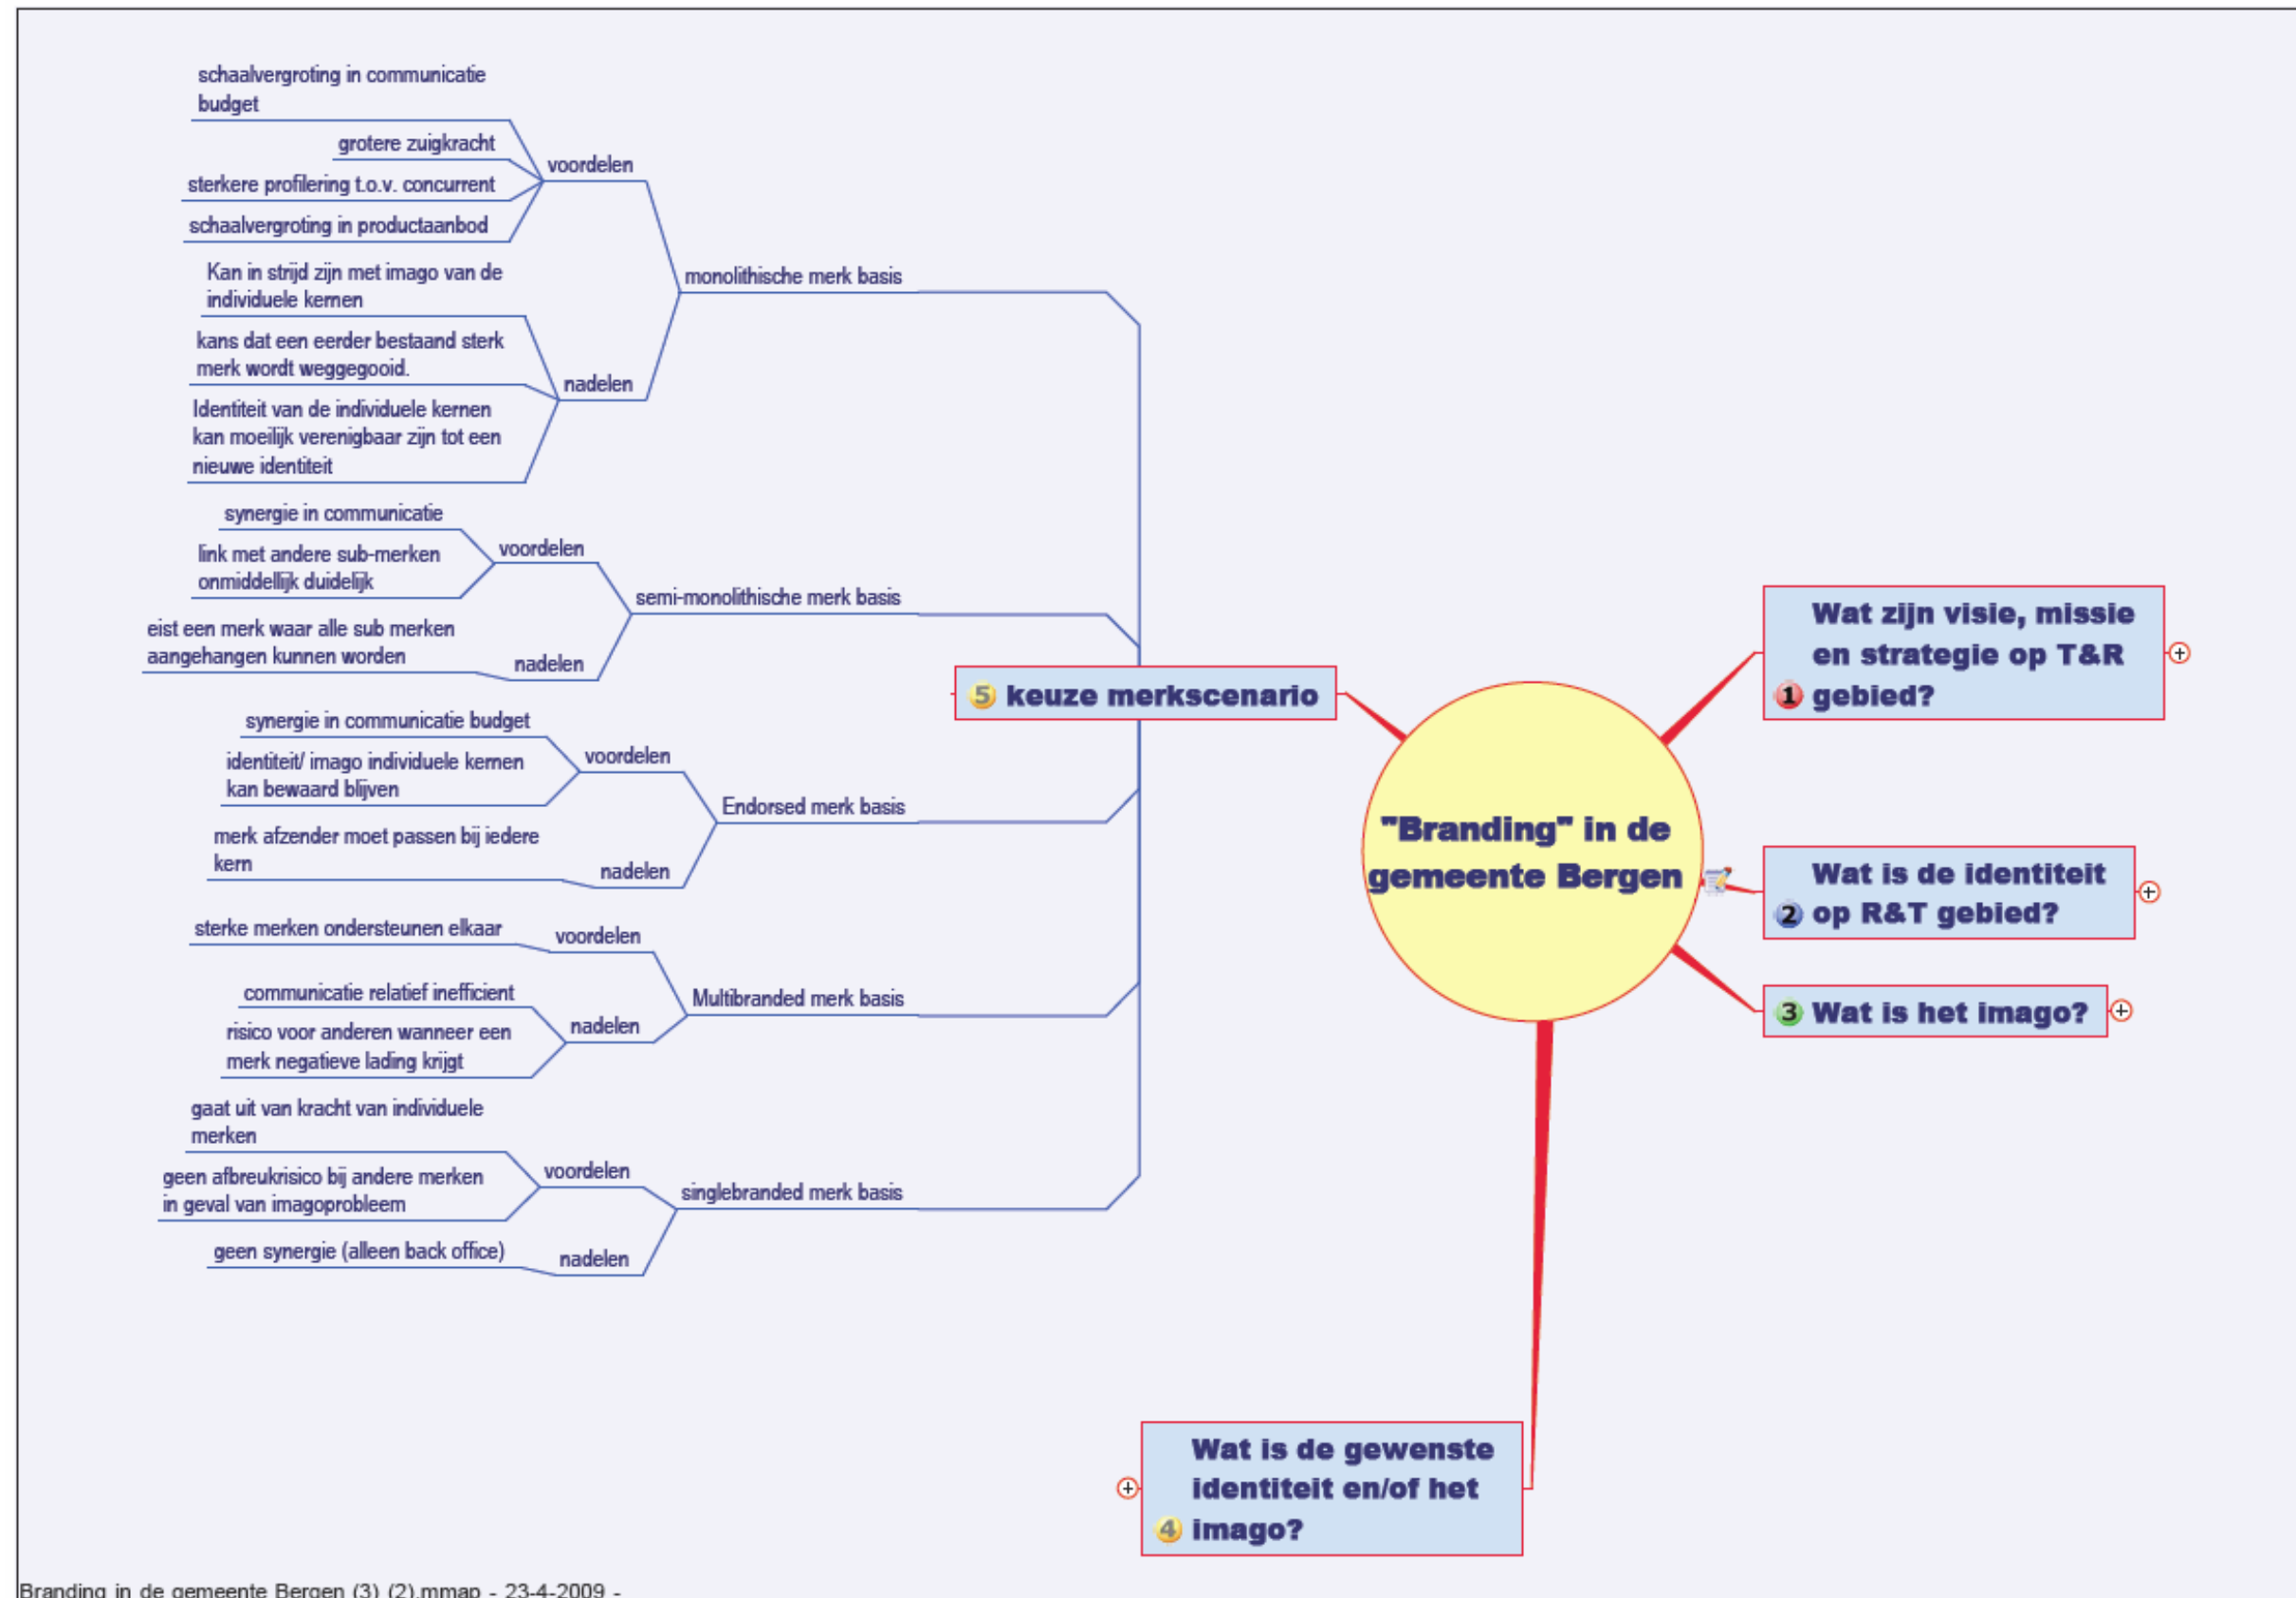 schaalvergroting in communicatie
budget
grotere zuigkracht
sterkere profilering t.o.v. concurrent
schaalvergroting in productaanbod
voordelen
Kan in strijd zijn met imago van de
individuele kernen
kans dat een eerder bestaand sterk
merk wordt weggegooid.
Identiteit van de individuele kernen
kan moeilijk verenigbaar zijn tot een
nieuwe identiteit
nadelen
monolithische merk basis
synergie in communicatie
link met andere sub-merken
onmiddellijk duidelijk
voordelen
eist een merk waar alle sub merken
aangehangen kunnen worden
nadelen
semi-monolithische merk basis
synergie in communicatie budget
identiteit/ imago individuele kernen
kan bewaard blijven
voordelen
merk afzender moet passen bij iedere
kern
nadelen
Endorsed merk basis
sterke merken ondersteunen elkaar
voordelen
communicatie relatief inefficient
risico voor anderen wanneer een
merk negatieve lading krijgt
nadelen
Multibranded merk basis
gaat uit van kracht van individuele
merken
geen afbreukrisico bij andere merken
in geval van imagoprobleem
voordelen
geen synergie (alleen back office)
nadelen
singlebranded merk basis
5 keuze merkscenario
"Branding" in de
gemeente Bergen
Wat zijn visie, missie
en strategie op T&R
1 gebied?
Wat is de identiteit
2 op R&T gebied?
3 Wat is het imago?
Wat is de gewenste
identiteit en/of het
4 imago?
Branding in de gemeente Bergen (3) (2).mmap - 23-4-2009 -